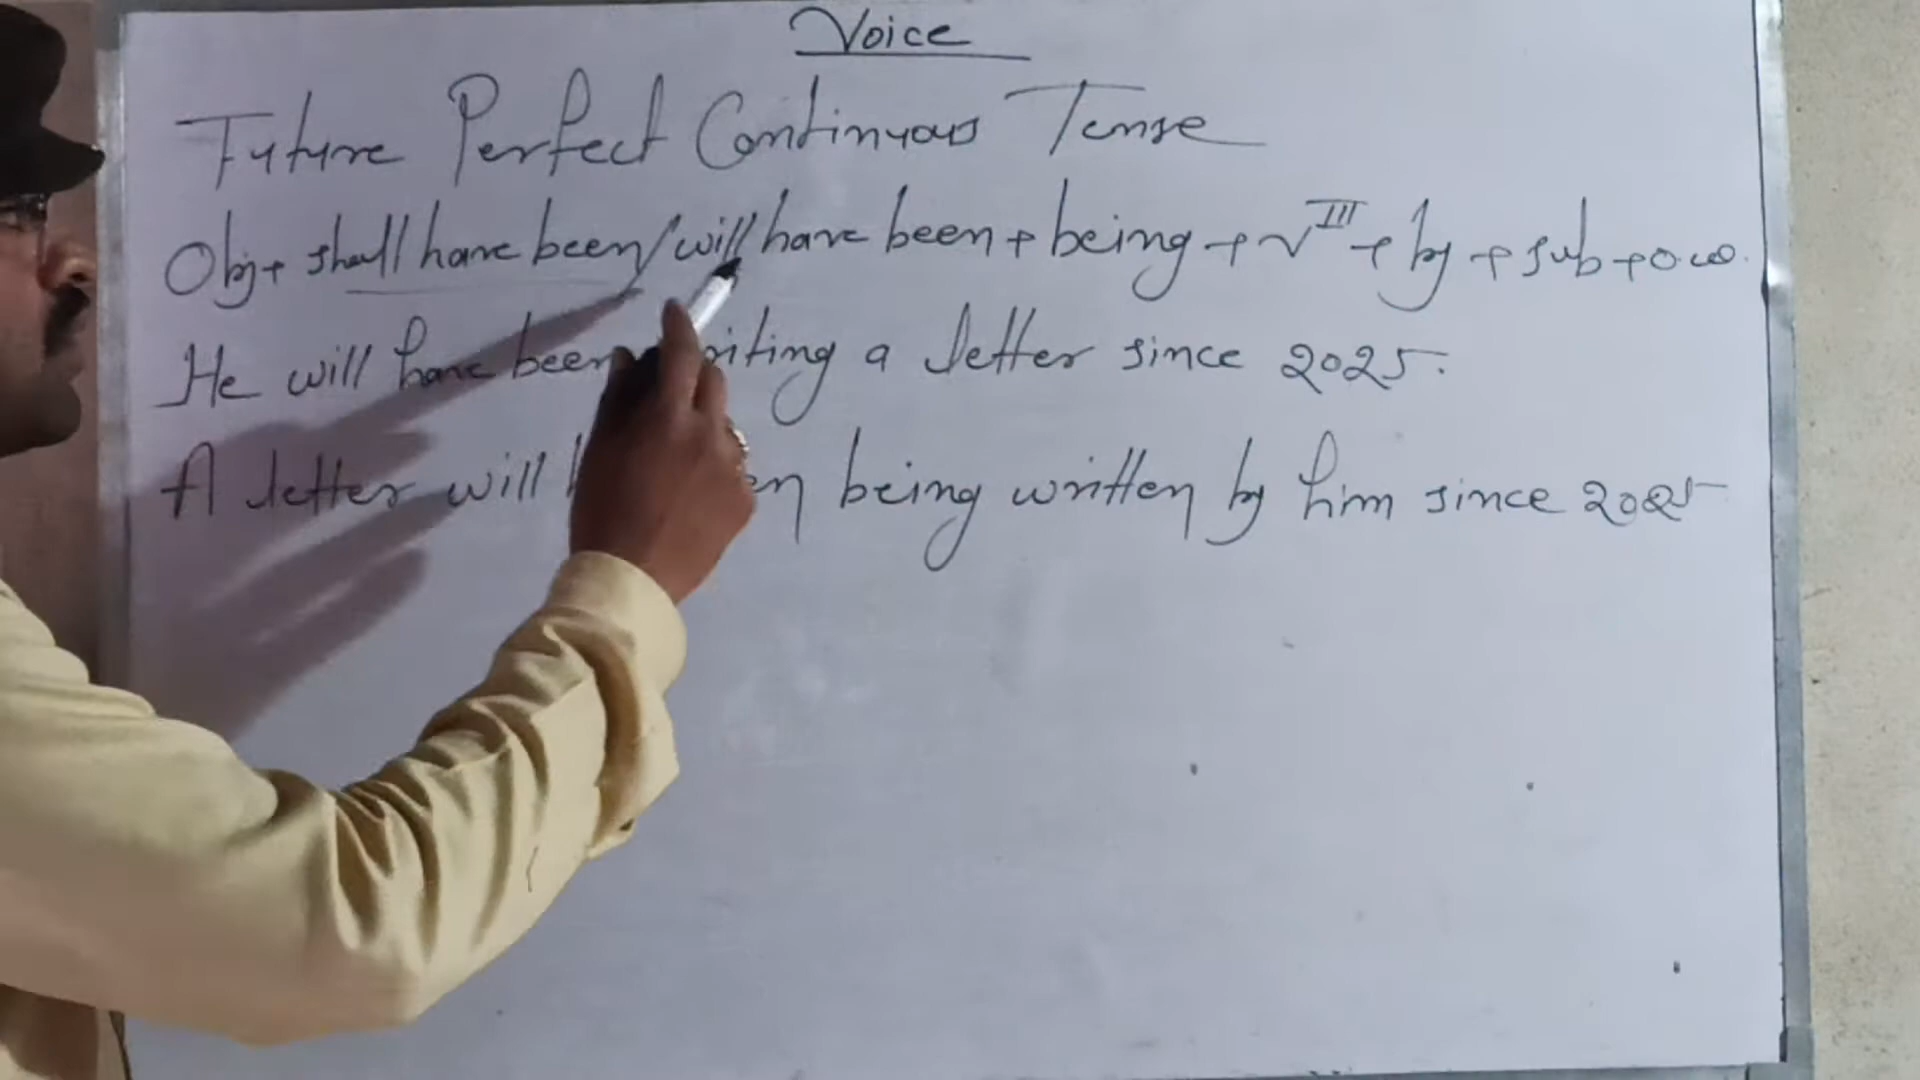 Voice
Future Perfect Continuous Tense
Obj+ shall have been/will have been + being + v III + by + sub + o.w.
He will have been writing a letter since 2025.
A letter will being written by him since 2025